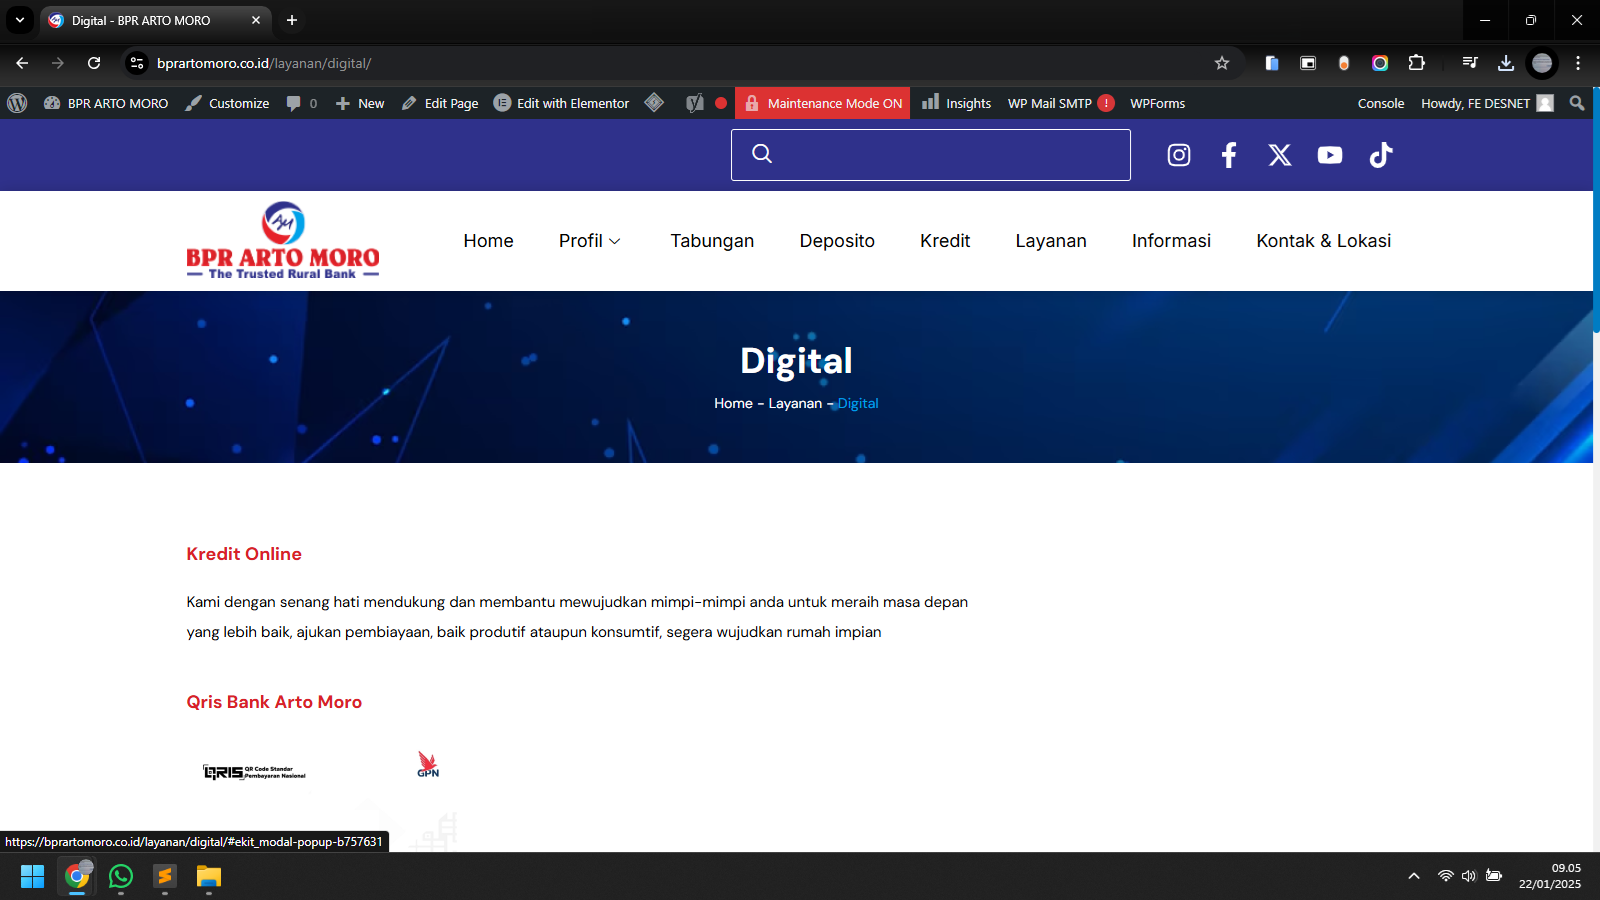 Digital - BPR ARTO MORO
bprartomoro.co.id/layanan/digital/
BPR ARTO MORO
Customize
0
New
Edit Page
Edit with Elementor
Maintenance Mode ON
Insights
WP Mail SMTP !
WPForms
Console
Howdy, FE DESNET
AM
BPR ARTO MORO
The Trusted Rural Bank
Home
Profil
Tabungan
Deposito
Kredit
Layanan
Informasi
Kontak & Lokasi
Digital
Home - Layanan - Digital
Kredit Online
Kami dengan senang hati mendukung dan membantu mewujudkan mimpi-mimpi anda untuk meraih masa depan
yang lebih baik, ajukan pembiayaan, baik produtif ataupun konsumtif, segera wujudkan rumah impian
Qris Bank Arto Moro
QRIS QR Code Standar
Pembayaran Nasional
GPN
https://bprartomoro.co.id/layanan/digital/#ekit_modal-popup-b757631
09.05
22/01/2025